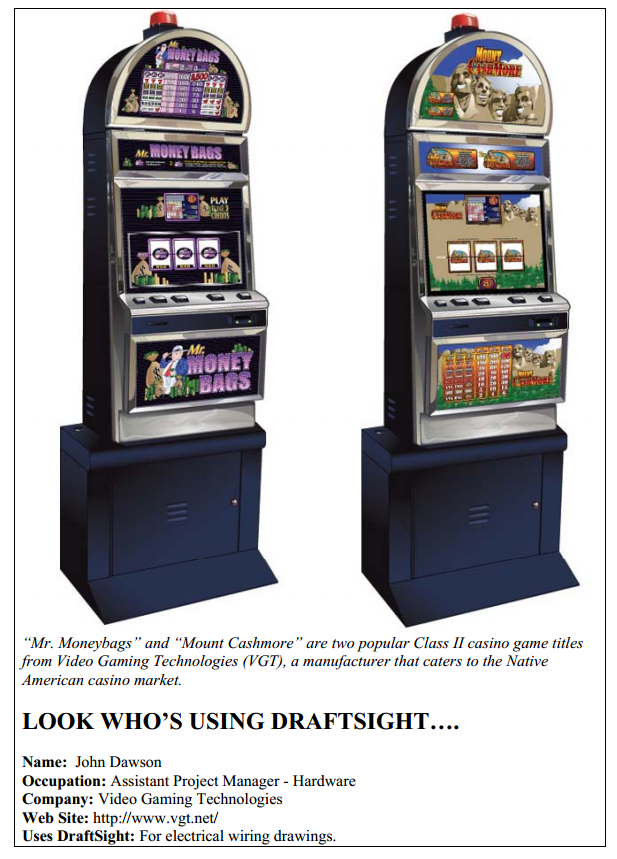 Mr.
MONEY BAGS
Mr. MONEY BAGS
PLAY
CREDITS
Mr.
MONEY
BAGS
MOUNT
CASHMORE
“Mr. Moneybags” and “Mount Cashmore” are two popular Class II casino game titles
from Video Gaming Technologies (VGT), a manufacturer that caters to the Native
American casino market.
LOOK WHO’S USING DRAFTSIGHT….
Name:  John Dawson
Occupation: Assistant Project Manager - Hardware
Company: Video Gaming Technologies
Web Site: http://www.vgt.net/
Uses DraftSight: For electrical wiring drawings.